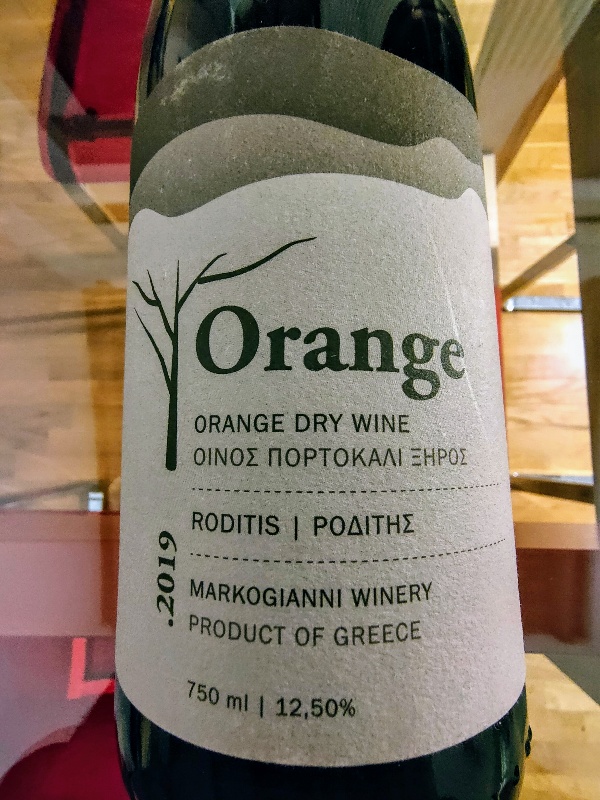 Orange
ORANGE DRY WINE
ΟΙΝΟΣ ΠΟΡΤΟΚΑΛΙ ΞΗΡΟΣ
RODITIS | ΡΟΔΙΤΗΣ
.2019
MARKOGIANNI WINERY
PRODUCT OF GREECE
750 ml | 12,50%